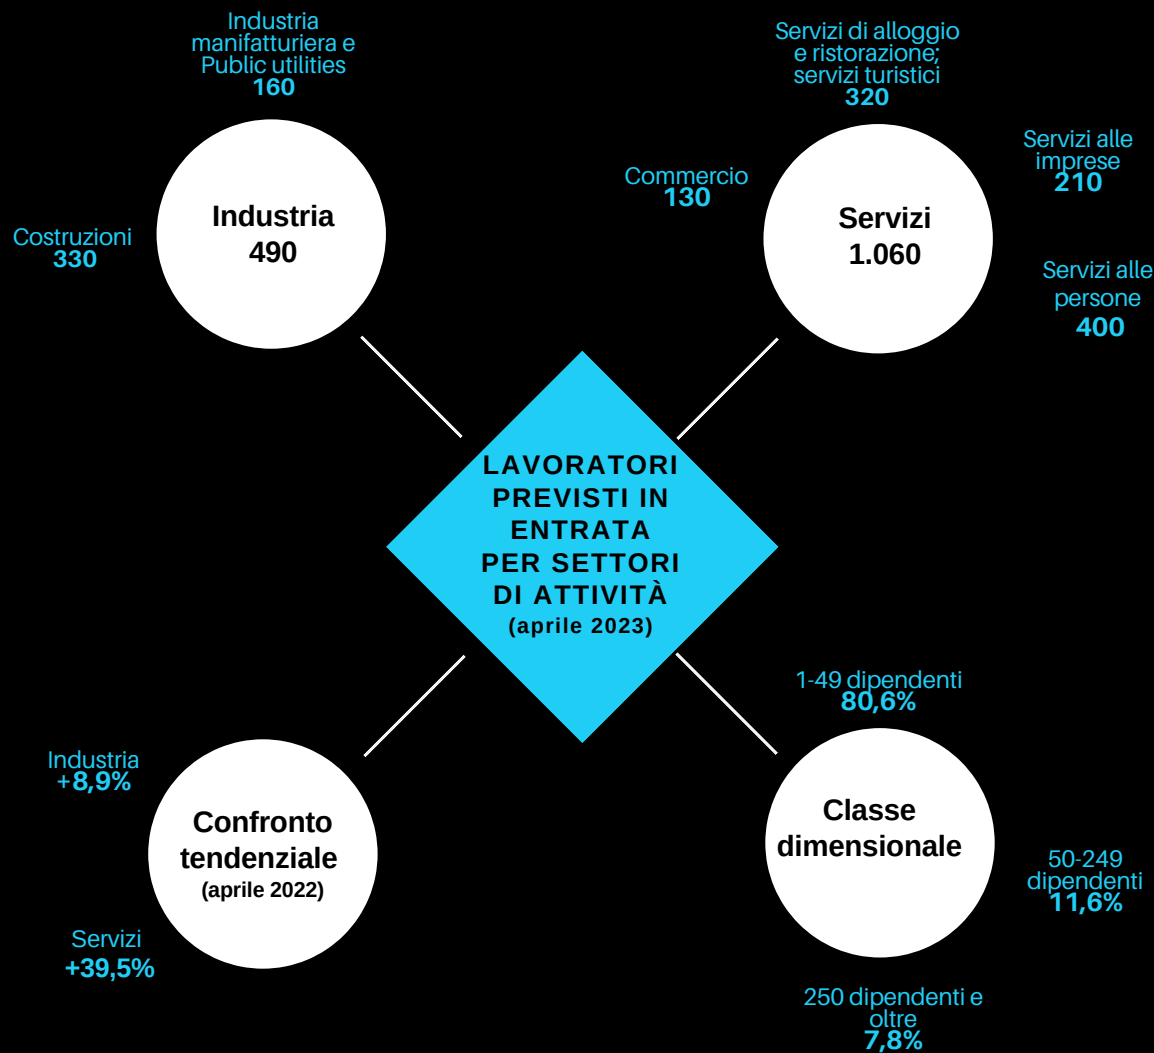 Industria
manifatturiera e
Public utilities
160
Costruzioni
330
Industria
490
Servizi di alloggio
e ristorazione;
servizi turistici
320
Commercio
130
Servizi alle
imprese
210
Servizi
1.060
Servizi alle
persone
400
LAVORATORI
PREVISTI IN
ENTRATA
PER SETTORI
DI ATTIVITÀ
(aprile 2023)
Industria
+8,9%
Confronto
tendenziale
(aprile 2022)
Servizi
+39,5%
1-49 dipendenti
80,6%
Classe
dimensionale
50-249
dipendenti
11,6%
250 dipendenti e
oltre
7,8%